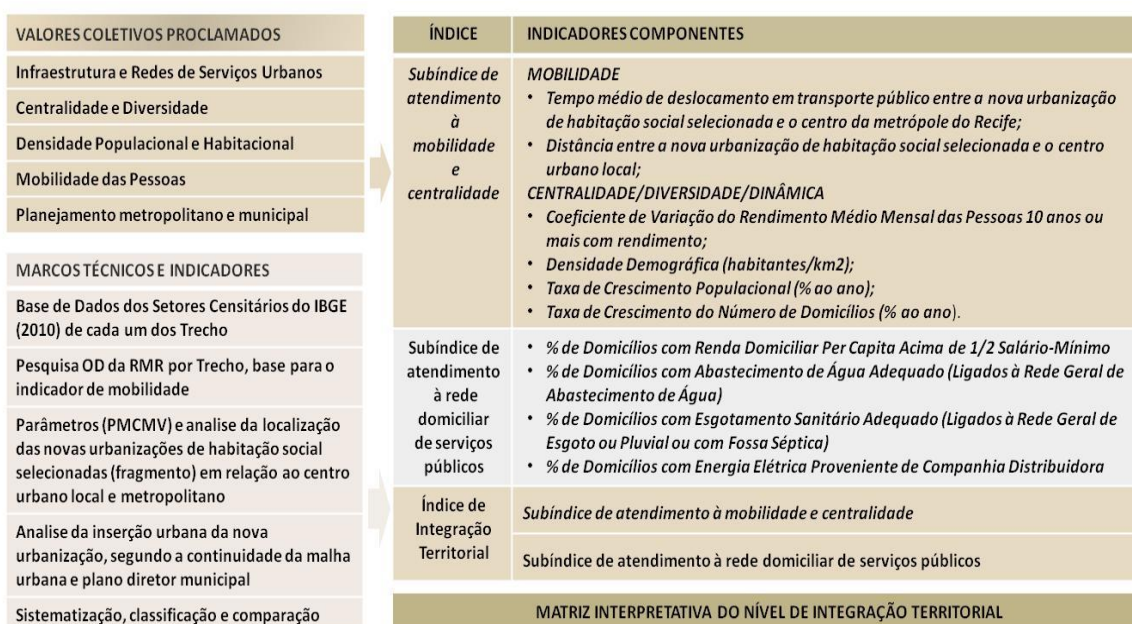 VALORES COLETIVOS PROCLAMADOS
Infraestrutura e Redes de Serviços Urbanos
Centralidade e Diversidade
Densidade Populacional e Habitacional
Mobilidade das Pessoas
Planejamento metropolitano e municipal
MARCOS TÉCNICOS E INDICADORES
Base de Dados dos Setores Censitários do IBGE
(2010) de cada um dos Trecho
Pesquisa OD da RMR por Trecho, base para o
indicador de mobilidade
Parâmetros (PMCMV) e analise da localização
das novas urbanizações de habitação social
selecionadas (fragmento) em relação ao centro
urbano local e metropolitano
Analise da inserção urbana da nova
urbanização, segundo a continuidade da malha
urbana e plano diretor municipal
Sistematização, classificação e comparação
ÍNDICE
INDICADORES COMPONENTES
Subíndice de
atendimento
à
mobilidade
e
centralidade
MOBILIDADE
• Tempo médio de deslocamento em transporte público entre a nova urbanização
de habitação social selecionada e o centro da metrópole do Recife;
• Distância entre a nova urbanização de habitação social selecionada e o centro
urbano local;
CENTRALIDADE/DIVERSIDADE/DINÂMICA
• Coeficiente de Variação do Rendimento Médio Mensal das Pessoas 10 anos ou
mais com rendimento;
• Densidade Demográfica (habitantes/km2);
• Taxa de Crescimento Populacional (% ao ano);
• Taxa de Crescimento do Número de Domicílios (% ao ano).
Subíndice de
atendimento
à rede
domiciliar
de serviços
públicos
• % de Domicílios com Renda Domiciliar Per Capita Acima de 1/2 Salário-Mínimo
• % de Domicílios com Abastecimento de Água Adequado (Ligados à Rede Geral de
Abastecimento de Água)
• % de Domicílios com Esgotamento Sanitário Adequado (Ligados à Rede Geral de
Esgoto ou Pluvial ou com Fossa Séptica)
• % de Domicílios com Energia Elétrica Proveniente de Companhia Distribuidora
Índice de
Integração
Territorial
Subíndice de atendimento à mobilidade e centralidade
Subíndice de atendimento à rede domiciliar de serviços públicos
MATRIZ INTERPRETATIVA DO NÍVEL DE INTEGRAÇÃO TERRITORIAL